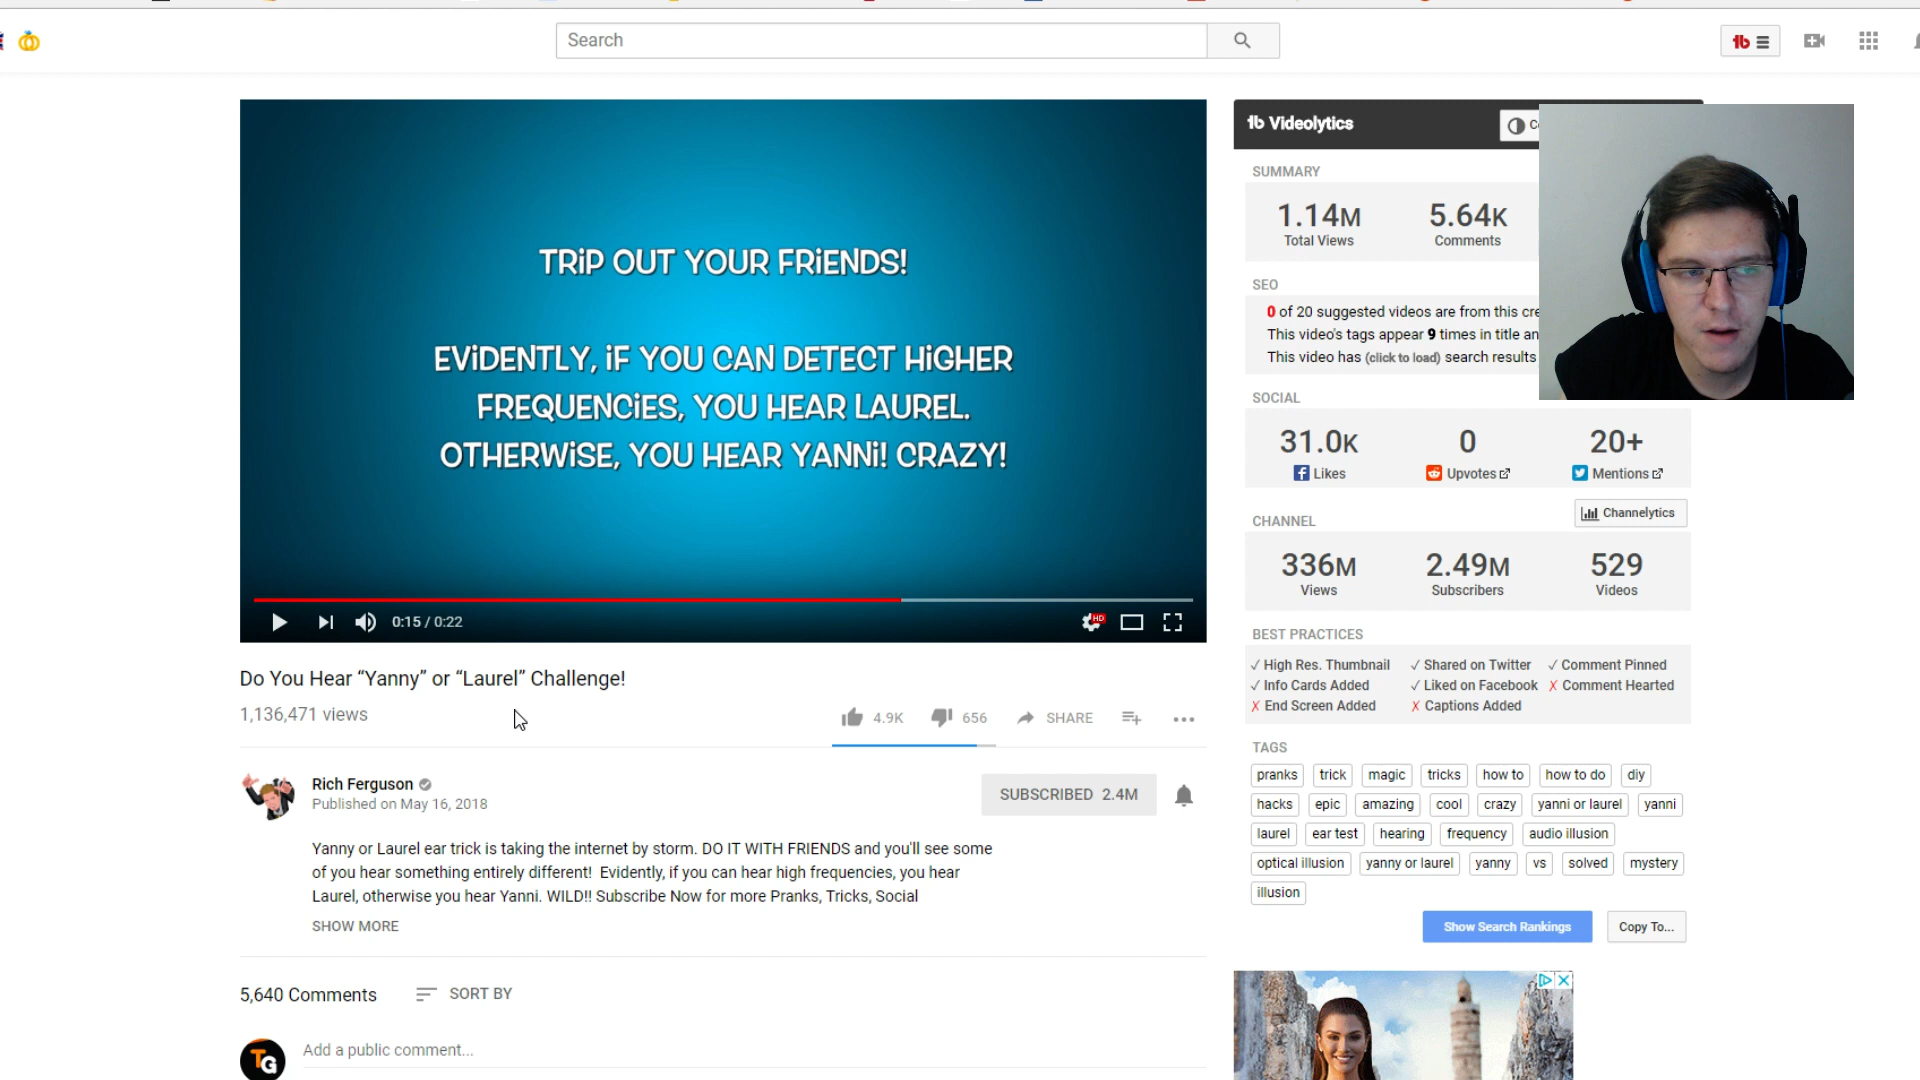 Search
TRIP OUT YOUR FRIENDS!
EVIDENTLY, IF YOU CAN DETECT HIGHER
FREQUENCIES, YOU HEAR LAUREL.
OTHERWISE, YOU HEAR YANNI! CRAZY!
0:15 / 0:22
HD
Do You Hear “Yanny” or “Laurel” Challenge!
1,136,471 views
4.9K 656 SHARE
Rich Ferguson
Published on May 16, 2018
SUBSCRIBED 2.4M
Yanny or Laurel ear trick is taking the internet by storm. DO IT WITH FRIENDS and you'll see some
of you hear something entirely different! Evidently, if you can hear high frequencies, you hear
Laurel, otherwise you hear Yanni. WILD!! Subscribe Now for more Pranks, Tricks, Social
SHOW MORE
5,640 Comments SORT BY
TG
Add a public comment...
tb
tb Videolytics
SUMMARY
1.14M 5.64K
Total Views Comments
SEO
0 of 20 suggested videos are from this
This video's tags appear 9 times in title
This video has (click to load) search results
SOCIAL
31.0K 0 20+
Likes Upvotes Mentions
Channelytics
CHANNEL
336M 2.49M 529
Views Subscribers Videos
BEST PRACTICES
✓ High Res. Thumbnail ✓ Shared on Twitter ✓ Comment Pinned
✓ Info Cards Added ✓ Liked on Facebook X Comment Hearted
X End Screen Added X Captions Added
TAGS
pranks trick magic tricks how to how to do diy
hacks epic amazing cool crazy yanni or laurel yanni
laurel ear test hearing frequency audio illusion
optical illusion yanny or laurel yanny vs solved mystery
illusion
Show Search Rankings Copy To...